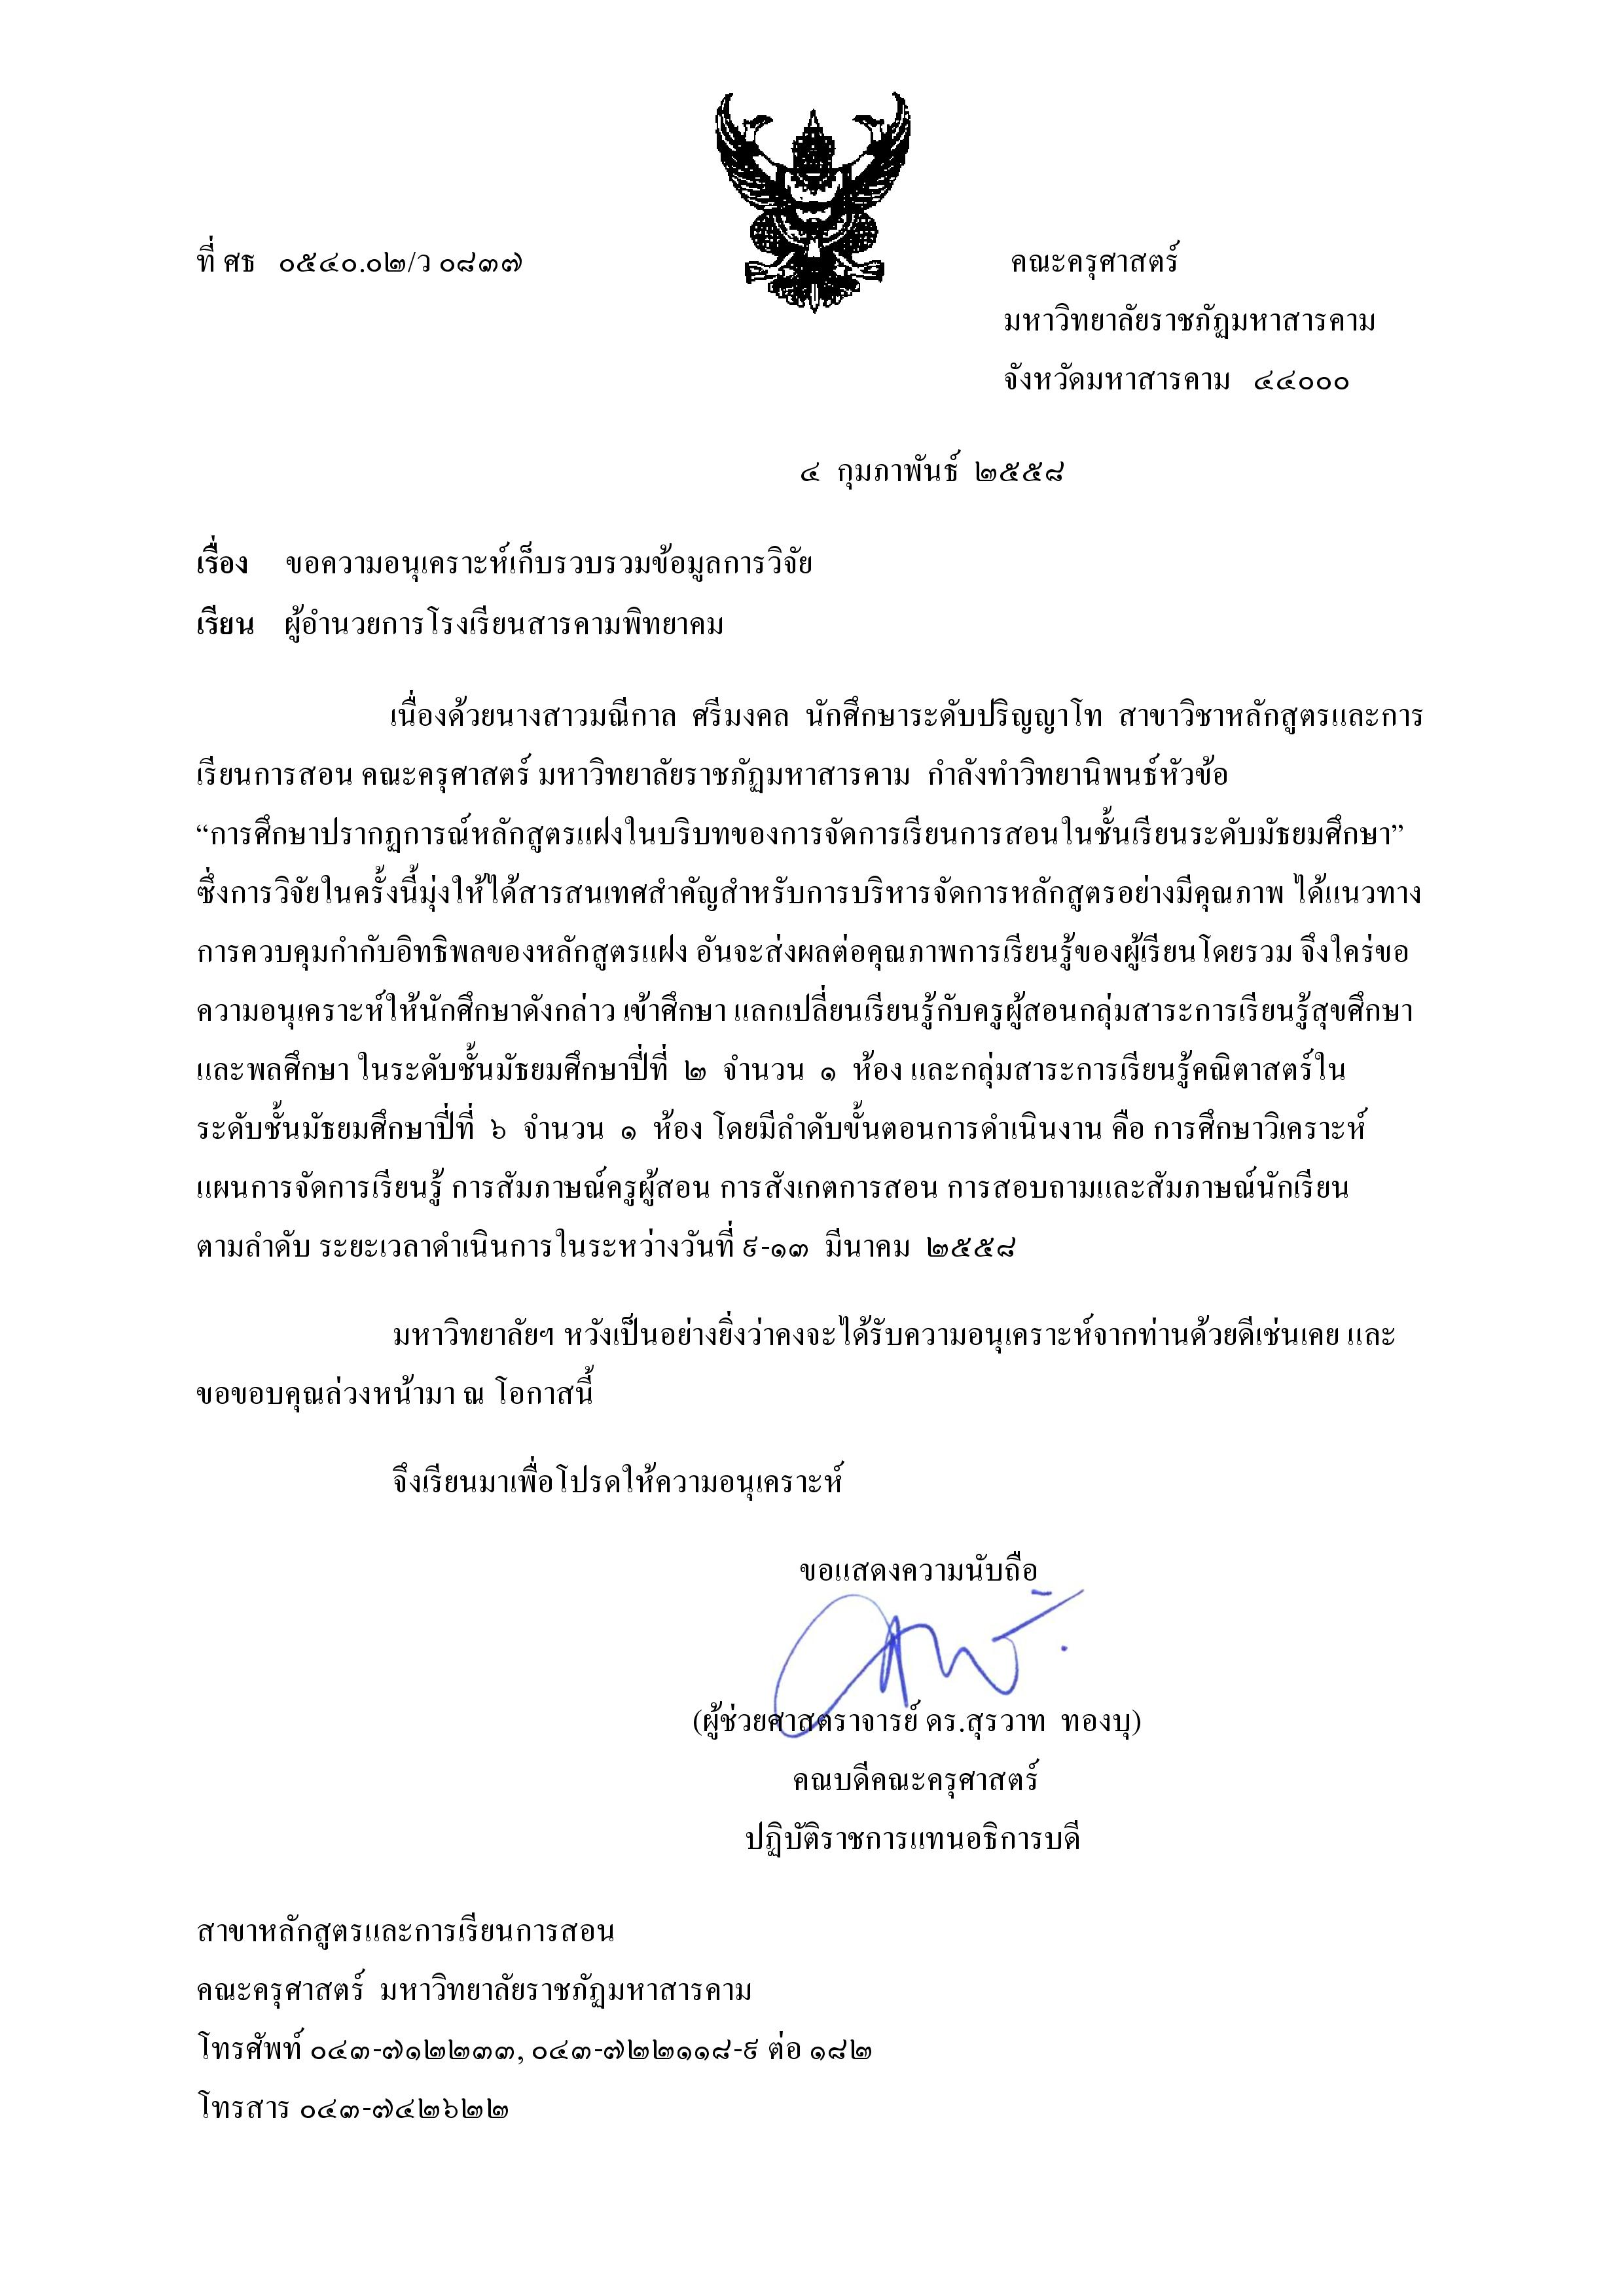 ที่ ศธ ๐๕๔๐.๐๒/ว ๐๘๓๗
คณะครุศาสตร์
มหาวิทยาลัยราชภัฏมหาสารคาม
จังหวัดมหาสารคาม ๔๔๐๐๐
๔ กุมภาพันธ์ ๒๕๕๘
เรื่อง ขอความอนุเคราะห์เก็บรวบรวมข้อมูลการวิจัย
เรียน ผู้อำนวยการโรงเรียนสารคามพิทยาคม
เนื่องด้วยนางสาวมณีกาล ศรีมงคล นักศึกษาระดับปริญญาโท สาขาวิชาหลักสูตรและการ
เรียนการสอน คณะครุศาสตร์ มหาวิทยาลัยราชภัฏมหาสารคาม กำลังทำวิทยานิพนธ์หัวข้อ
“การศึกษาปรากฏการณ์หลักสูตรแฝงในบริบทของการจัดการเรียนการสอนในชั้นเรียนระดับมัธยมศึกษา”
ซึ่งการวิจัยในครั้งนี้มุ่งให้ได้สารสนเทศสำคัญสำหรับการบริหารจัดการหลักสูตรอย่างมีคุณภาพ ได้แนวทาง
การควบคุมกำกับอิทธิพลของหลักสูตรแฝง อันจะส่งผลต่อคุณภาพการเรียนรู้ของผู้เรียนโดยรวม จึงใคร่ขอ
ความอนุเคราะห์ให้นักศึกษาดังกล่าว เข้าศึกษา แลกเปลี่ยนเรียนรู้กับครูผู้สอนกลุ่มสาระการเรียนรู้สุขศึกษา
และพลศึกษา ในระดับชั้นมัธยมศึกษาปี่ที่ ๒ จำนวน ๑ ห้อง และกลุ่มสาระการเรียนรู้คณิตาสตร์ใน
ระดับชั้นมัธยมศึกษาปี่ที่ ๖ จำนวน ๑ ห้อง โดยมีลำดับขั้นตอนการดำเนินงาน คือ การศึกษาวิเคราะห์
แผนการจัดการเรียนรู้ การสัมภาษณ์ครูผู้สอน การสังเกตการสอน การสอบถามและสัมภาษณ์นักเรียน
ตามลำดับ ระยะเวลาดำเนินการในระหว่างวันที่ ๙-๑๓ มีนาคม ๒๕๕๘
มหาวิทยาลัยฯ หวังเป็นอย่างยิ่งว่าคงจะได้รับความอนุเคราะห์จากท่านด้วยดีเช่นเคย และ
ขอขอบคุณล่วงหน้ามา ณ โอกาสนี้
จึงเรียนมาเพื่อโปรดให้ความอนุเคราะห์
ขอแสดงความนับถือ
(ผู้ช่วยศาสตราจารย์ ดร.สุรวาท ทองบุ)
คณบดีคณะครุศาสตร์
ปฏิบัติราชการแทนอธิการบดี
สาขาหลักสูตรและการเรียนการสอน
คณะครุศาสตร์ มหาวิทยาลัยราชภัฏมหาสารคาม
โทรศัพท์ ๐๔๓-๗๑๒๒๓๓, ๐๔๓-๗๒๒๑๑๘-๙ ต่อ ๑๘๒
โทรสาร ๐๔๓-๗๔๒๖๒๒